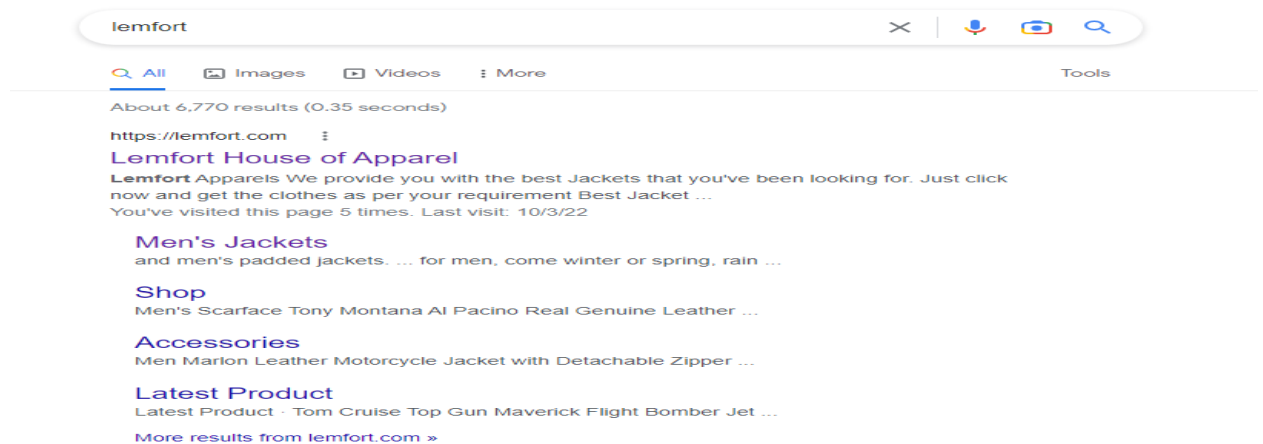 lemfort
All Images Videos More Tools
About 6,770 results (0.35 seconds)
https://lemfort.com
Lemfort House of Apparel
Lemfort Apparels We provide you with the best Jackets that you've been looking for. Just click
now and get the clothes as per your requirement Best Jacket ...
You've visited this page 5 times. Last visit: 10/3/22
Men's Jackets
and men's padded jackets. ... for men, come winter or spring, rain ...
Shop
Men's Scarface Tony Montana Al Pacino Real Genuine Leather ...
Accessories
Men Marlon Leather Motorcycle Jacket with Detachable Zipper ...
Latest Product
Latest Product · Tom Cruise Top Gun Maverick Flight Bomber Jet ...
More results from lemfort.com »